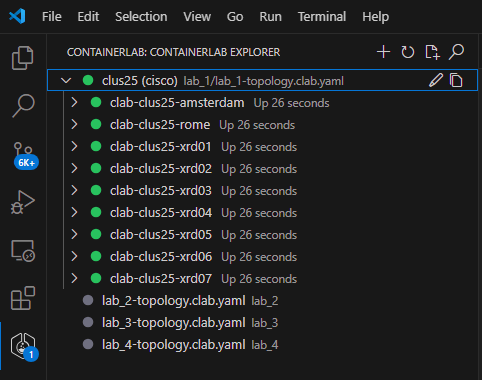 File Edit Selection View Go Run Terminal Help
CONTAINERLAB: CONTAINERLAB EXPLORER
clus25 (cisco) lab_1/lab_1-topology.clab.yaml
clab-clus25-amsterdam Up 26 seconds
clab-clus25-rome Up 26 seconds
clab-clus25-xrd01 Up 26 seconds
6K+
clab-clus25-xrd02 Up 26 seconds
clab-clus25-xrd03 Up 26 seconds
clab-clus25-xrd04 Up 26 seconds
clab-clus25-xrd05 Up 26 seconds
clab-clus25-xrd06 Up 26 seconds
clab-clus25-xrd07 Up 26 seconds
lab_2-topology.clab.yaml lab_2
lab_3-topology.clab.yaml lab_3
lab_4-topology.clab.yaml lab_4
1